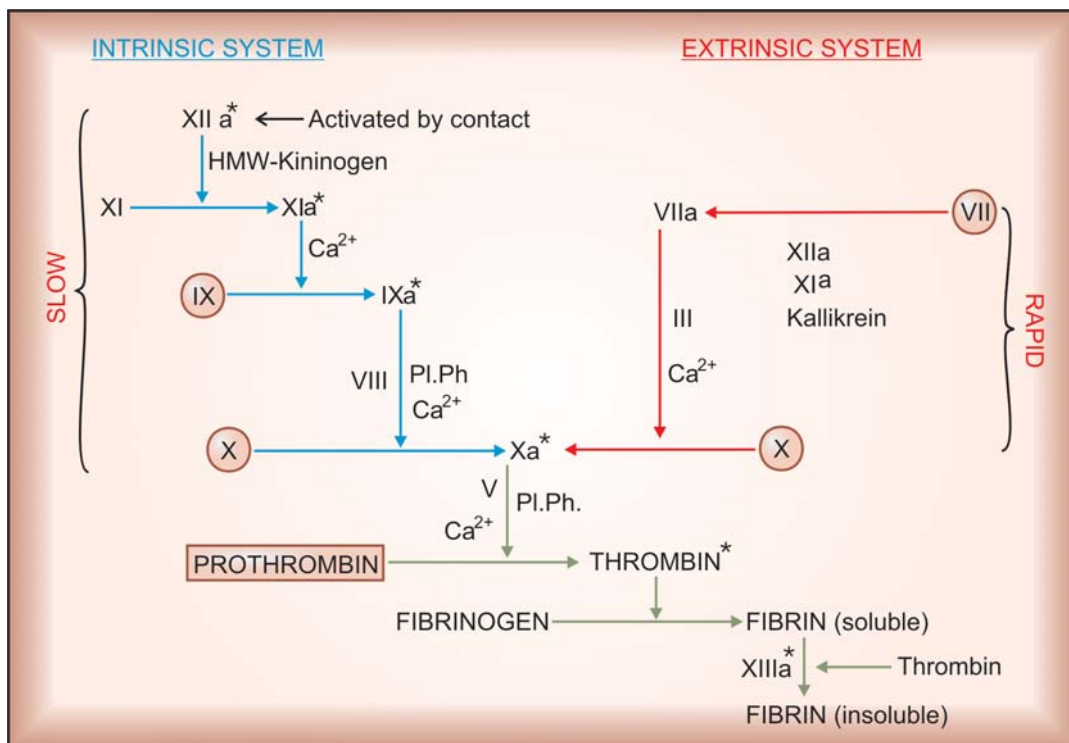 INTRINSIC SYSTEM
EXTRINSIC SYSTEM
XII a* Activated by contact
HMW-Kininogen
XI XIa*
VIIa VII
Ca2+
XIIa
XIa
Kallikrein
SLOW
IX IXa*
III
RAPID
VIII Pl.Ph
Ca2+
Ca2+
X Xa* X
V Pl.Ph.
Ca2+
PROTHROMBIN THROMBIN*
FIBRINOGEN FIBRIN (soluble)
XIIIa* Thrombin
FIBRIN (insoluble)